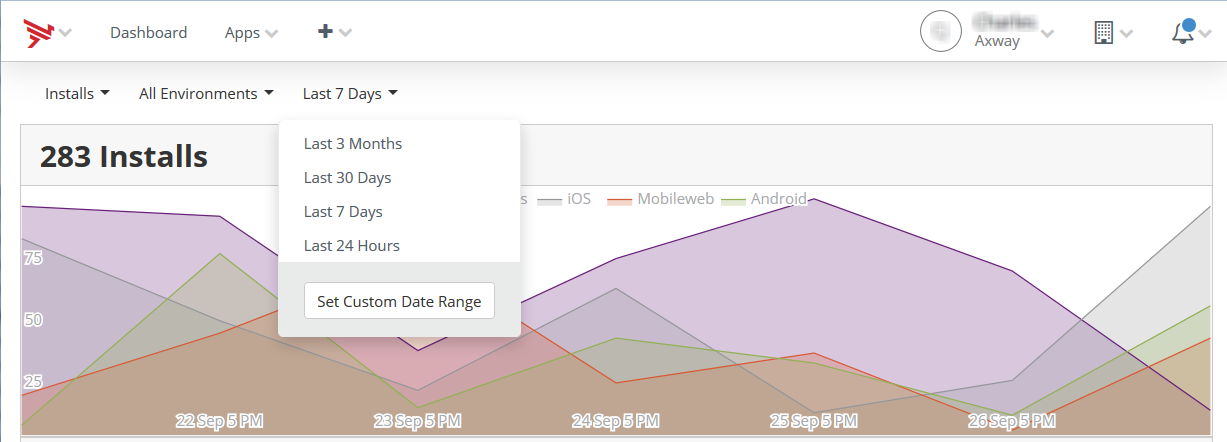 Dashboard
Apps
Axway
Installs
All Environments
Last 7 Days
283 Installs
Last 3 Months
Last 30 Days
Last 7 Days
Last 24 Hours
Set Custom Date Range
iOS
Mobileweb
Android
75
50
25
22 Sep 5 PM
23 Sep 5 PM
24 Sep 5 PM
25 Sep 5 PM
26 Sep 5 PM